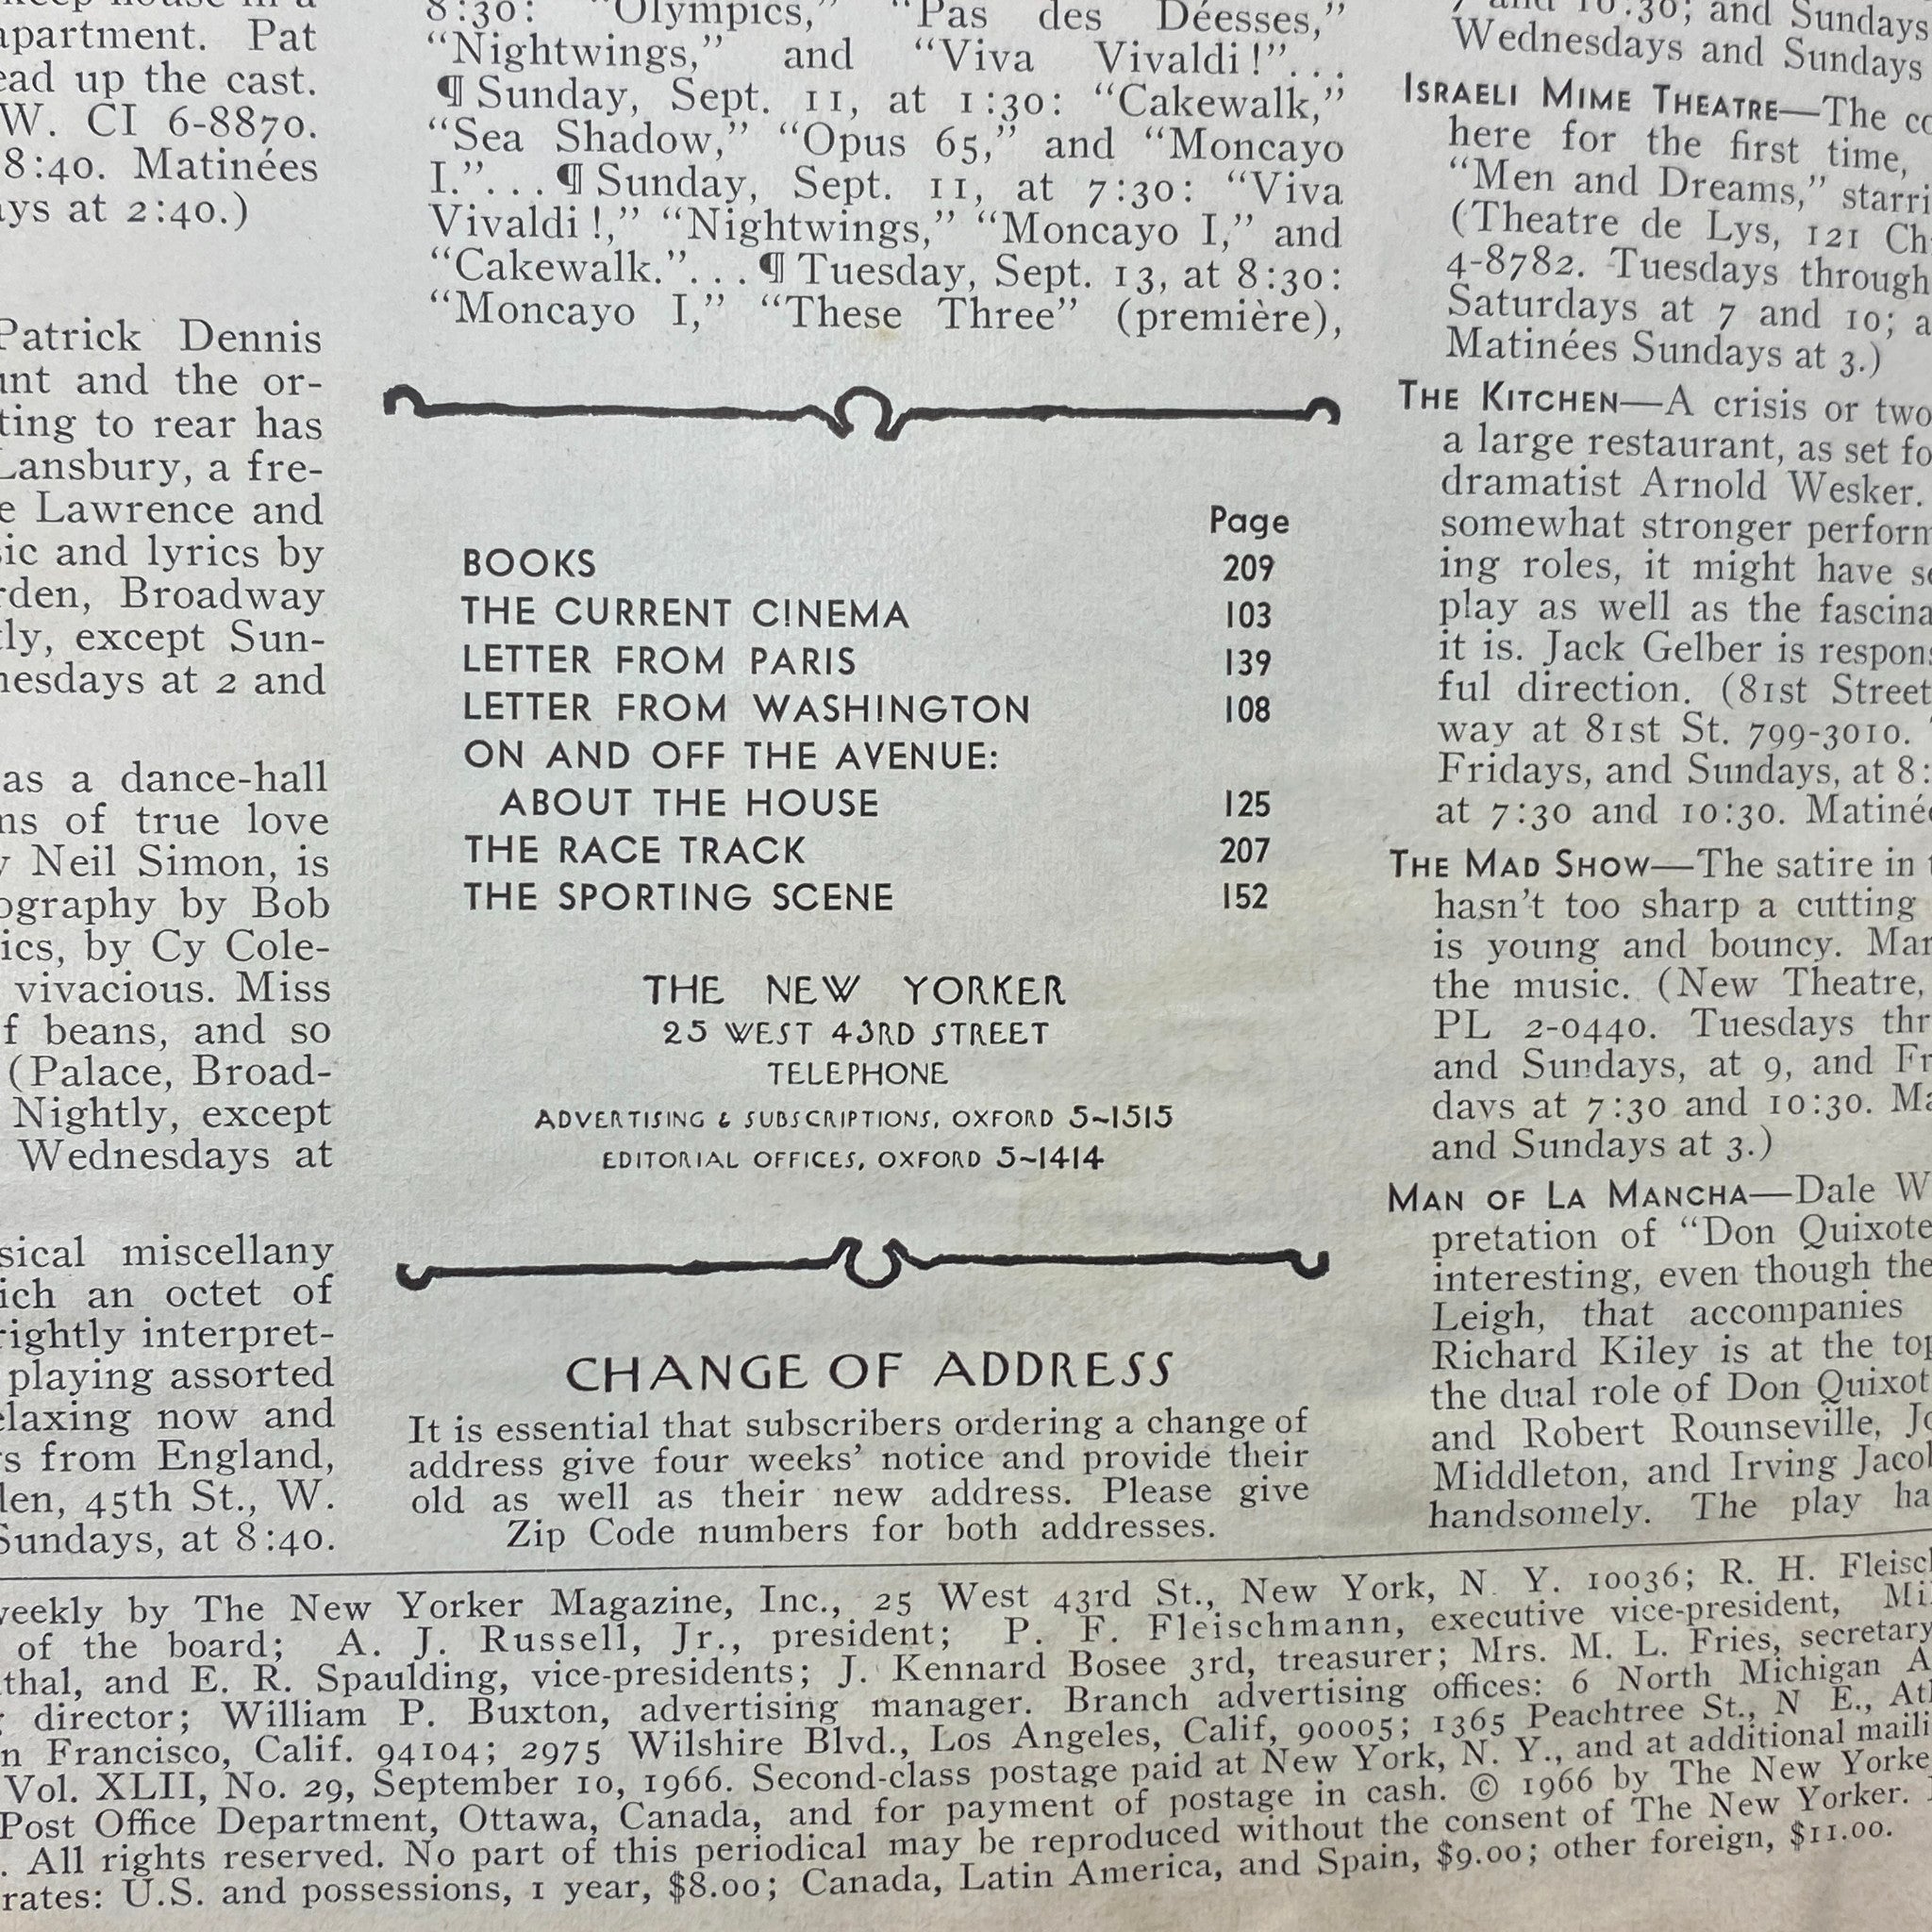 apartment. Pat
up the cast.
W. CI 6-8870.
8:40. Matinées
at 2:40.)
Patrick Dennis
and the or-
to rear has
Lansbury, a fre-
Lawrence and
and lyrics by
Broadway
except Sun-
at 2 and
as a dance-hall
of true love
Neil Simon, is
by Bob
by Cy Cole-
vivacious. Miss
beans, and so
(Palace, Broad-
Nightly, except
Wednesdays at
miscellany
an octet of
interpret-
playing assorted
now and
from England,
45th St., W.
Sundays, at 8:40.
8:30: "Olympics," "Pas des Déesses,"
"Nightwings," and "Viva Vivaldi!"...
¶ Sunday, Sept. 11, at 1:30: "Cakewalk,"
"Sea Shadow," "Opus 65," and "Moncayo
I."...¶ Sunday, Sept. 11, at 7:30: "Viva
Vivaldi!," "Nightwings," "Moncayo I," and
"Cakewalk."...¶ Tuesday, Sept. 13, at 8:30:
"Moncayo I," "These Three" (première),
Page
BOOKS 209
THE CURRENT CINEMA 103
LETTER FROM PARIS 139
LETTER FROM WASHINGTON 108
ON AND OFF THE AVENUE:
ABOUT THE HOUSE 125
THE RACE TRACK 207
THE SPORTING SCENE 152
THE NEW YORKER
25 WEST 43RD STREET
TELEPHONE
ADVERTISING & SUBSCRIPTIONS, OXFORD 5-1515
EDITORIAL OFFICES, OXFORD 5-1414
CHANGE OF ADDRESS
It is essential that subscribers ordering a change of
address give four weeks' notice and provide their
old as well as their new address. Please give
Zip Code numbers for both addresses.
7 and 10:30; and Sundays
Wednesdays and Sundays
ISRAELI MIME THEATRE—The
here for the first time,
"Men and Dreams,"
(Theatre de Lys, 121
4-8782. Tuesdays through
Saturdays at 7 and 10;
Matinées Sundays at 3.)
THE KITCHEN—A crisis or two
a large restaurant, as set
dramatist Arnold Wesker.
somewhat stronger
ing roles, it might have
play as well as the
it is. Jack Gelber is
ful direction. (81st Street
way at 81st St. 799-3010.
Fridays, and Sundays, at
at 7:30 and 10:30.
THE MAD SHOW—The satire in
hasn't too sharp a cutting
is young and bouncy.
the music. (New Theatre,
PL 2-0440. Tuesdays
and Sundays, at 9, and
days at 7:30 and 10:30.
and Sundays at 3.)
MAN OF LA MANCHA—Dale
pretation of "Don Quixote
interesting, even though the
Leigh, that accompanies
Richard Kiley is at the
the dual role of Don
and Robert Rounseville,
Middleton, and Irving
handsomely. The play
weekly by The New Yorker Magazine, Inc., 25 West 43rd St., New York, N. Y. 10036; R. H.
of the board; A. J. Russell, Jr., president; P. F. Fleischmann, executive vice-president,
and E. R. Spaulding, vice-presidents; J. Kennard Bosee 3rd, treasurer; Mrs. M. L. Fries, secretary
director; William P. Buxton, advertising manager. Branch advertising offices: 6 North Michigan
Francisco, Calif. 94104; 2975 Wilshire Blvd., Los Angeles, Calif, 90005; 1365 Peachtree St., N E.,
Vol. XLII, No. 29, September 10, 1966. Second-class postage paid at New York, N. Y., and at additional
Post Office Department, Ottawa, Canada, and for payment of postage in cash. © 1966 by The New
All rights reserved. No part of this periodical may be reproduced without the consent of The New Yorker.
rates: U.S. and possessions, 1 year, $8.00; Canada, Latin America, and Spain, $9.00; other foreign, $11.00.